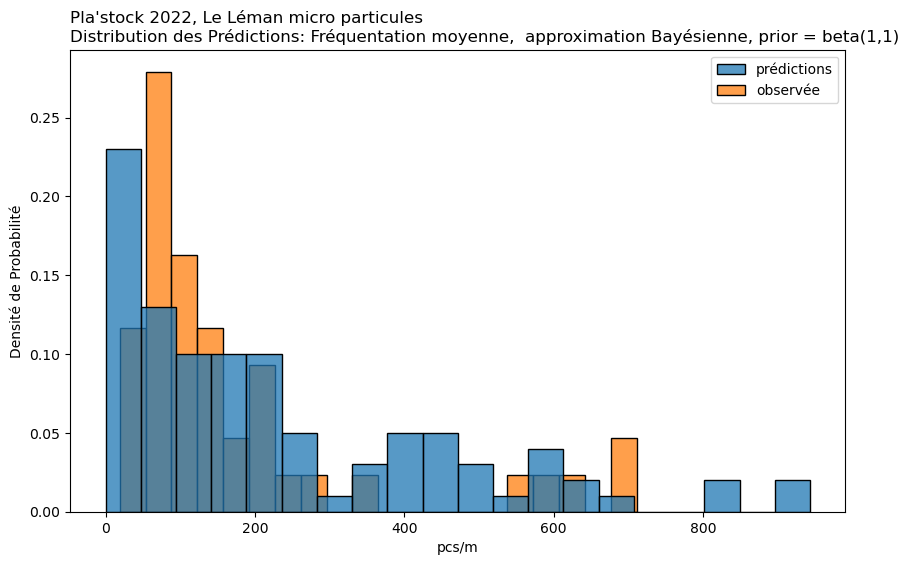 Pla'stock 2022, Le Léman micro particules
Distribution des Prédictions: Fréquentation moyenne,  approximation Bayésienne, prior = beta(1,1)
prédictions
observée
Densité de Probabilité
0.25
0.20
0.15
0.10
0.05
0.00
0
200
400
600
800
pcs/m